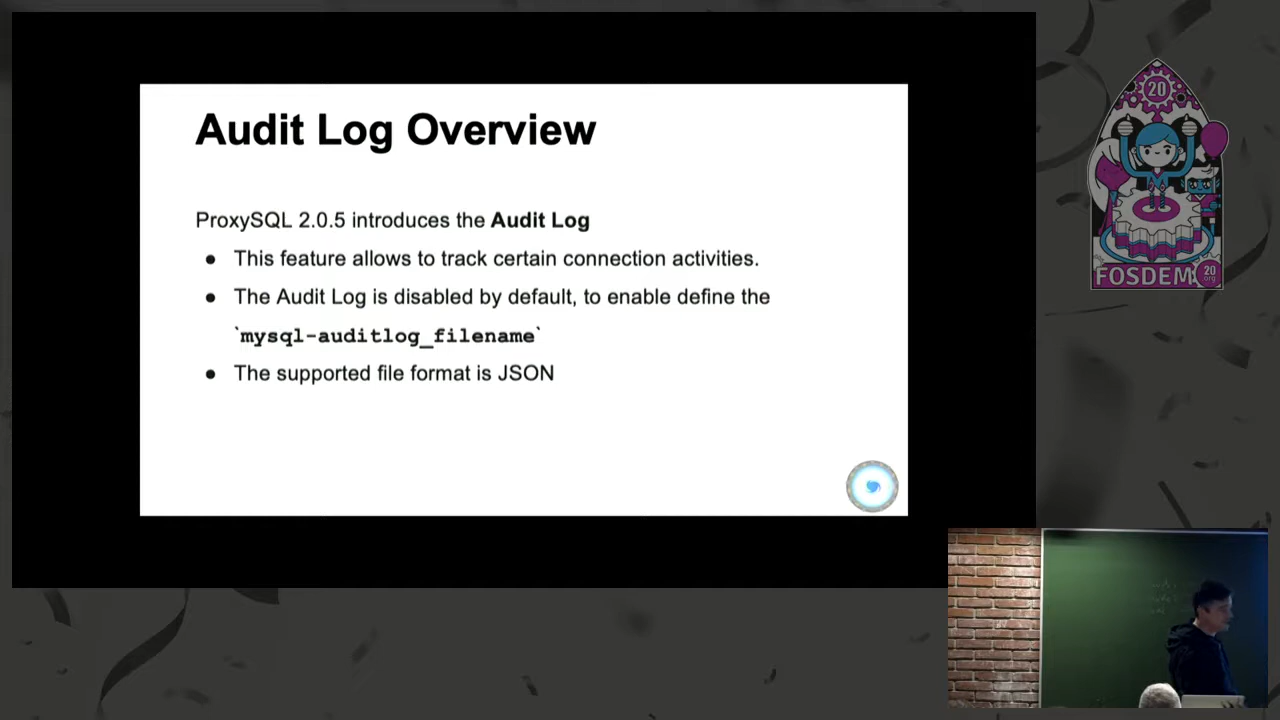 Audit Log Overview
ProxySQL 2.0.5 introduces the Audit Log
● This feature allows to track certain connection activities.
● The Audit Log is disabled by default, to enable define the
`mysql-auditlog_filename`
● The supported file format is JSON
20
FOSDEM
20
.org